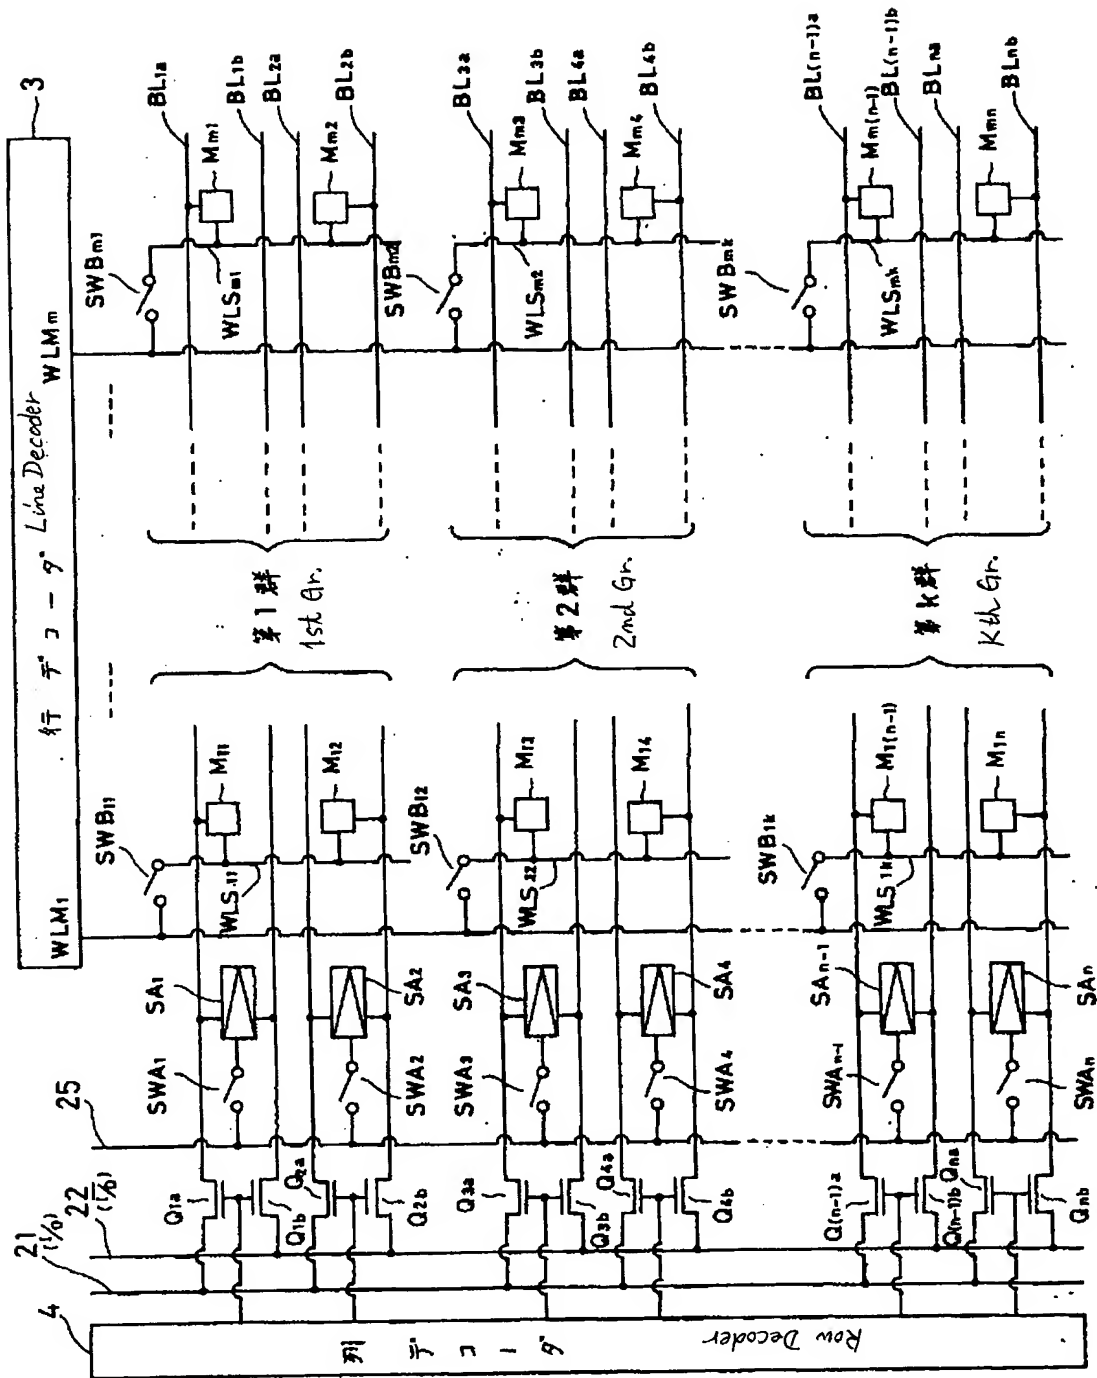 3
行デコーダ Line Decoder
WLM1
WLMm
SWB11
SWBm1
M11
M12
WLS11
WLSm1
Mm1
Mm2
BL1a
BL1b
BL2a
BL2b
第1群
1st Gr.
SWB12
SWBm2
M13
M14
WLS22
WLSm2
Mm3
Mm4
BL3a
BL3b
BL4a
BL4b
第2群
2nd Gr.
SWB1k
SWBmk
M1(n-1)
M1n
WLS1k
WLSmk
Mm(n-1)
Mmn
BL(n-1)a
BL(n-1)b
BLna
BLnb
第k群
Kth Gr.
25
SWA1
SA1
SWA2
SA2
SWA3
SA3
SWA4
SA4
SWAn-1
SAn-1
SWAn
SAn
21
(I/O)
22
(I/O)
Q1a
Q1b
Q2a
Q2b
Q3a
Q3b
Q4a
Q4b
Q(n-1)a
Q(n-1)b
Qna
Qnb
4
列デコーダ
Row Decoder